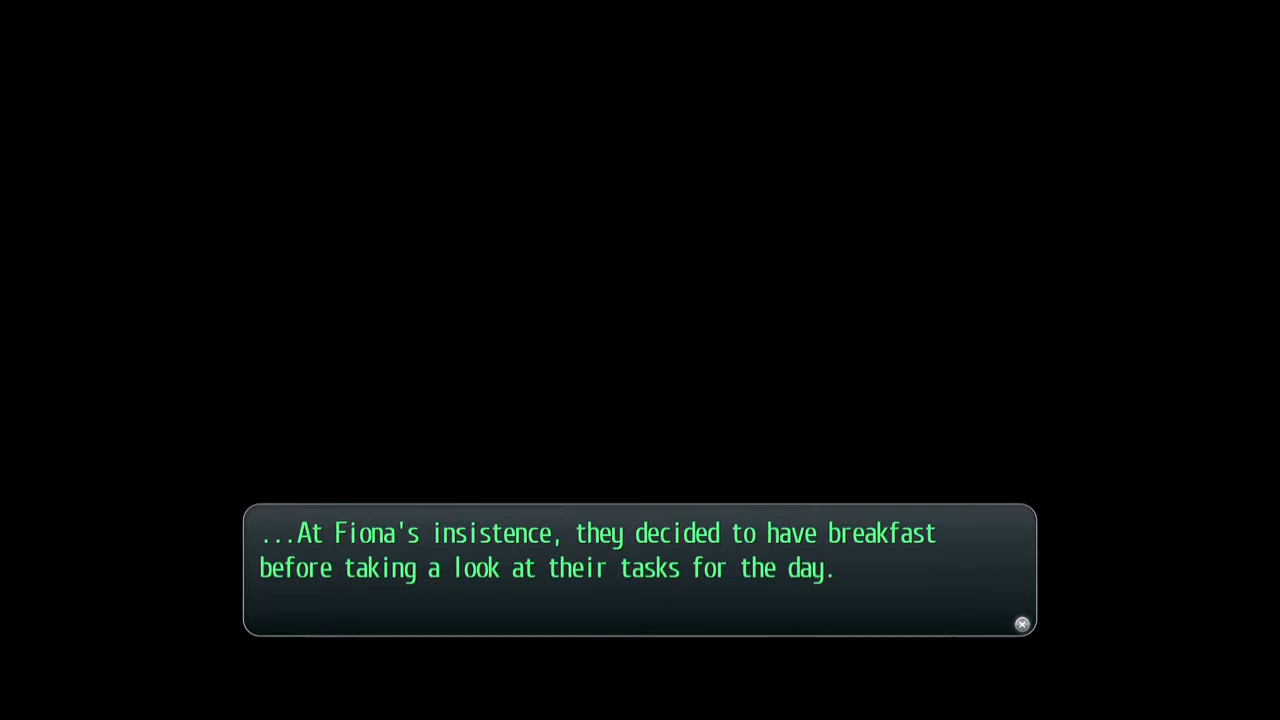 ...At Fiona's insistence, they decided to have breakfast
before taking a look at their tasks for the day.